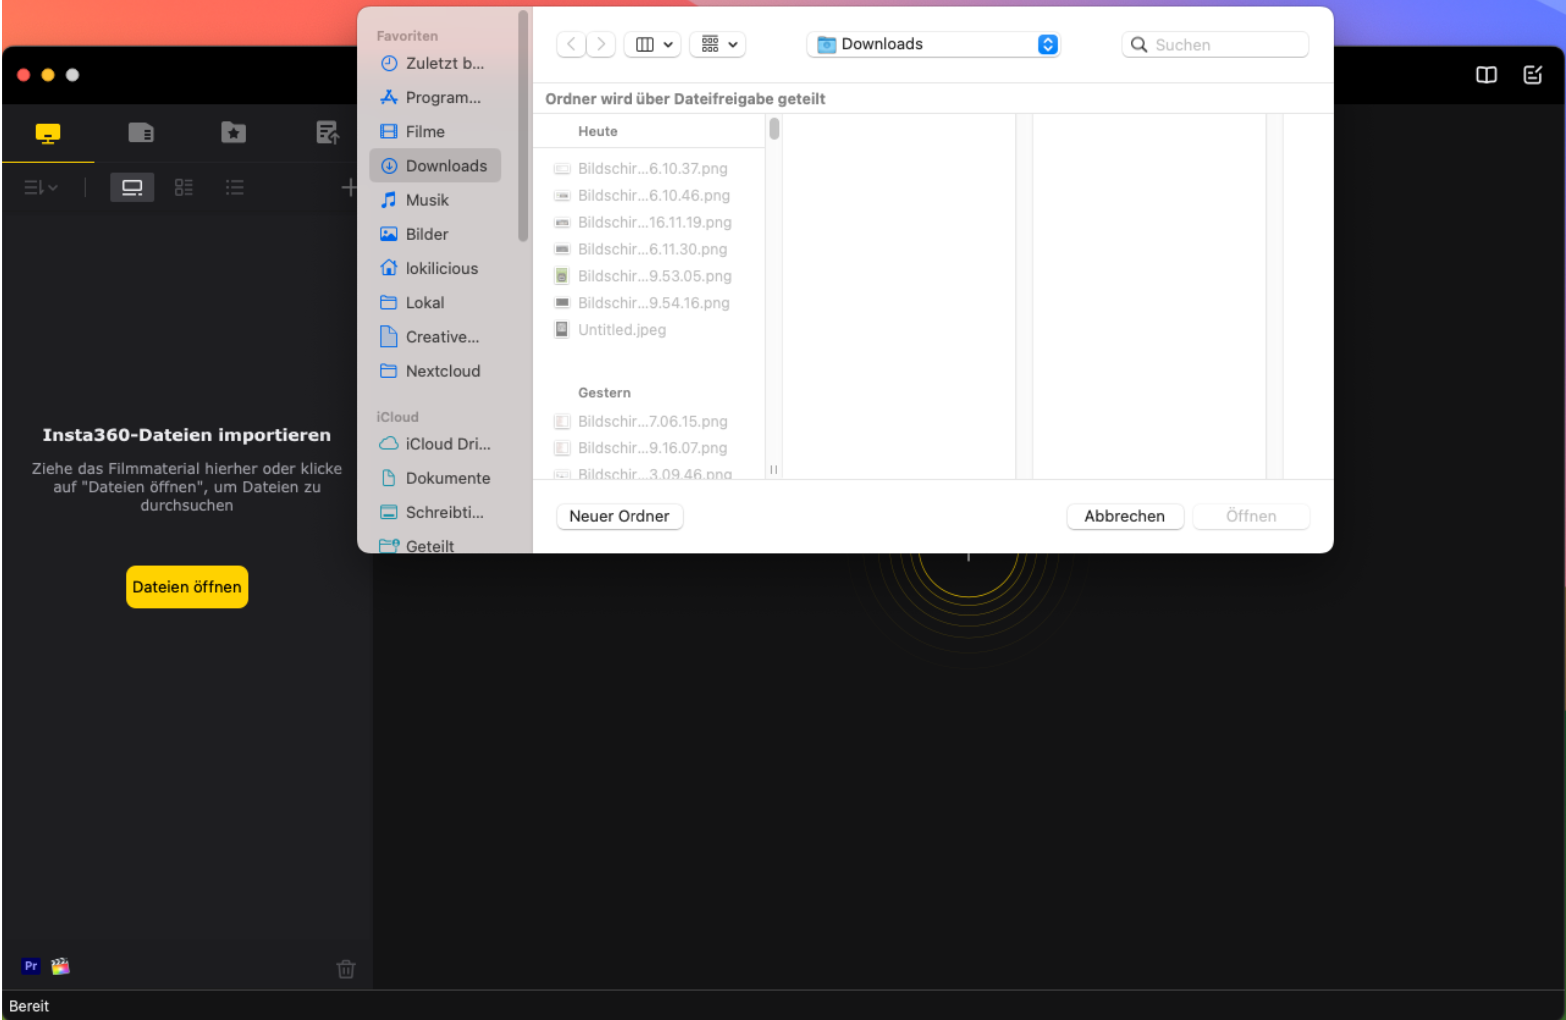 Favoriten
Zuletzt b...
Program...
Filme
Downloads
Musik
Bilder
lokilicious
Lokal
Creative...
Nextcloud
iCloud
iCloud Dri...
Dokumente
Schreibti...
Geteilt
Downloads
Suchen
Ordner wird über Dateifreigabe geteilt
Heute
Bildschir...6.10.37.png
Bildschir...6.10.46.png
Bildschir...16.11.19.png
Bildschir...6.11.30.png
Bildschir...9.53.05.png
Bildschir...9.54.16.png
Untitled.jpeg
Gestern
Bildschir...7.06.15.png
Bildschir...9.16.07.png
Bildschir...3.09.46.png
Neuer Ordner
Abbrechen
Öffnen
Insta360-Dateien importieren
Ziehe das Filmmaterial hierher oder klicke
auf "Dateien öffnen", um Dateien zu
durchsuchen
Dateien öffnen
Pr
Bereit